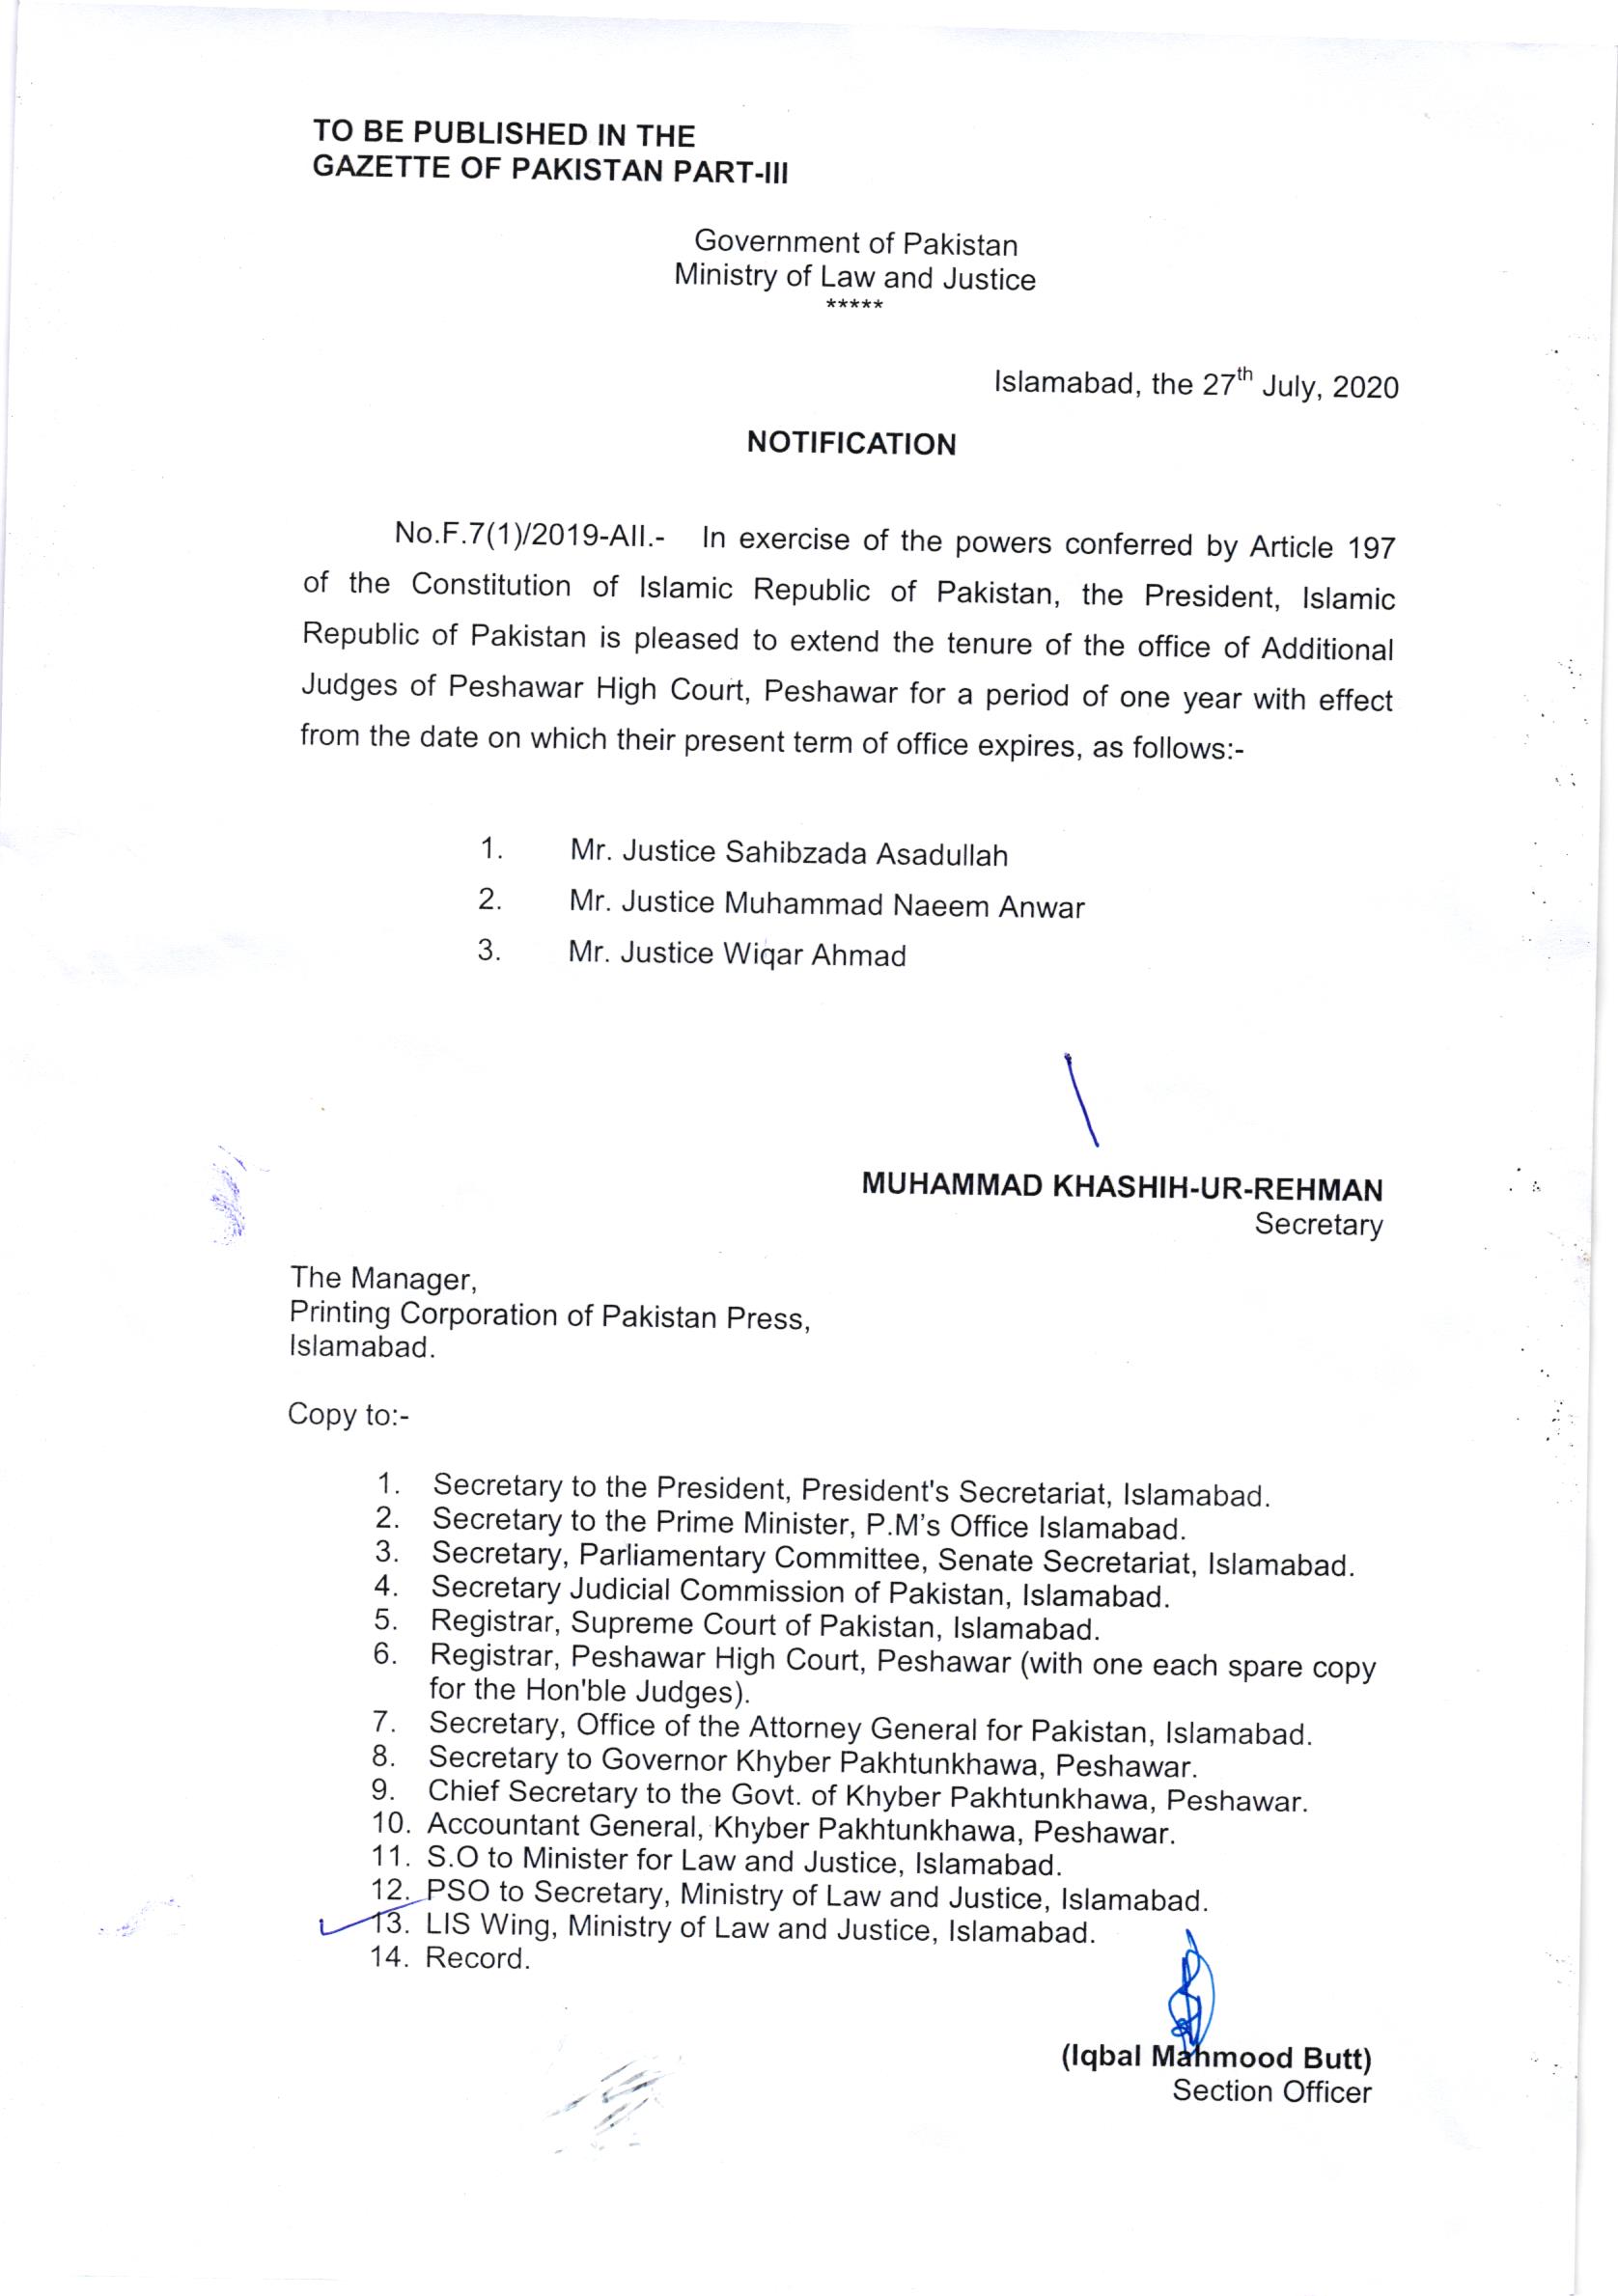 TO BE PUBLISHED IN THE
GAZETTE OF PAKISTAN PART-III
Government of Pakistan
Ministry of Law and Justice
*****
Islamabad, the 27th July, 2020
NOTIFICATION
No.F.7(1)/2019-AII.- In exercise of the powers conferred by Article 197
of the Constitution of Islamic Republic of Pakistan, the President, Islamic
Republic of Pakistan is pleased to extend the tenure of the office of Additional
Judges of Peshawar High Court, Peshawar for a period of one year with effect
from the date on which their present term of office expires, as follows:-
1. Mr. Justice Sahibzada Asadullah
2. Mr. Justice Muhammad Naeem Anwar
3. Mr. Justice Wiqar Ahmad
MUHAMMAD KHASHIH-UR-REHMAN
Secretary
The Manager,
Printing Corporation of Pakistan Press,
Islamabad.
Copy to:-
1. Secretary to the President, President's Secretariat, Islamabad.
2. Secretary to the Prime Minister, P.M's Office Islamabad.
3. Secretary, Parliamentary Committee, Senate Secretariat, Islamabad.
4. Secretary Judicial Commission of Pakistan, Islamabad.
5. Registrar, Supreme Court of Pakistan, Islamabad.
6. Registrar, Peshawar High Court, Peshawar (with one each spare copy
for the Hon'ble Judges).
7. Secretary, Office of the Attorney General for Pakistan, Islamabad.
8. Secretary to Governor Khyber Pakhtunkhawa, Peshawar.
9. Chief Secretary to the Govt. of Khyber Pakhtunkhawa, Peshawar.
10. Accountant General, Khyber Pakhtunkhawa, Peshawar.
11. S.O to Minister for Law and Justice, Islamabad.
12. PSO to Secretary, Ministry of Law and Justice, Islamabad.
13. LIS Wing, Ministry of Law and Justice, Islamabad.
14. Record.
(Iqbal Mahmood Butt)
Section Officer